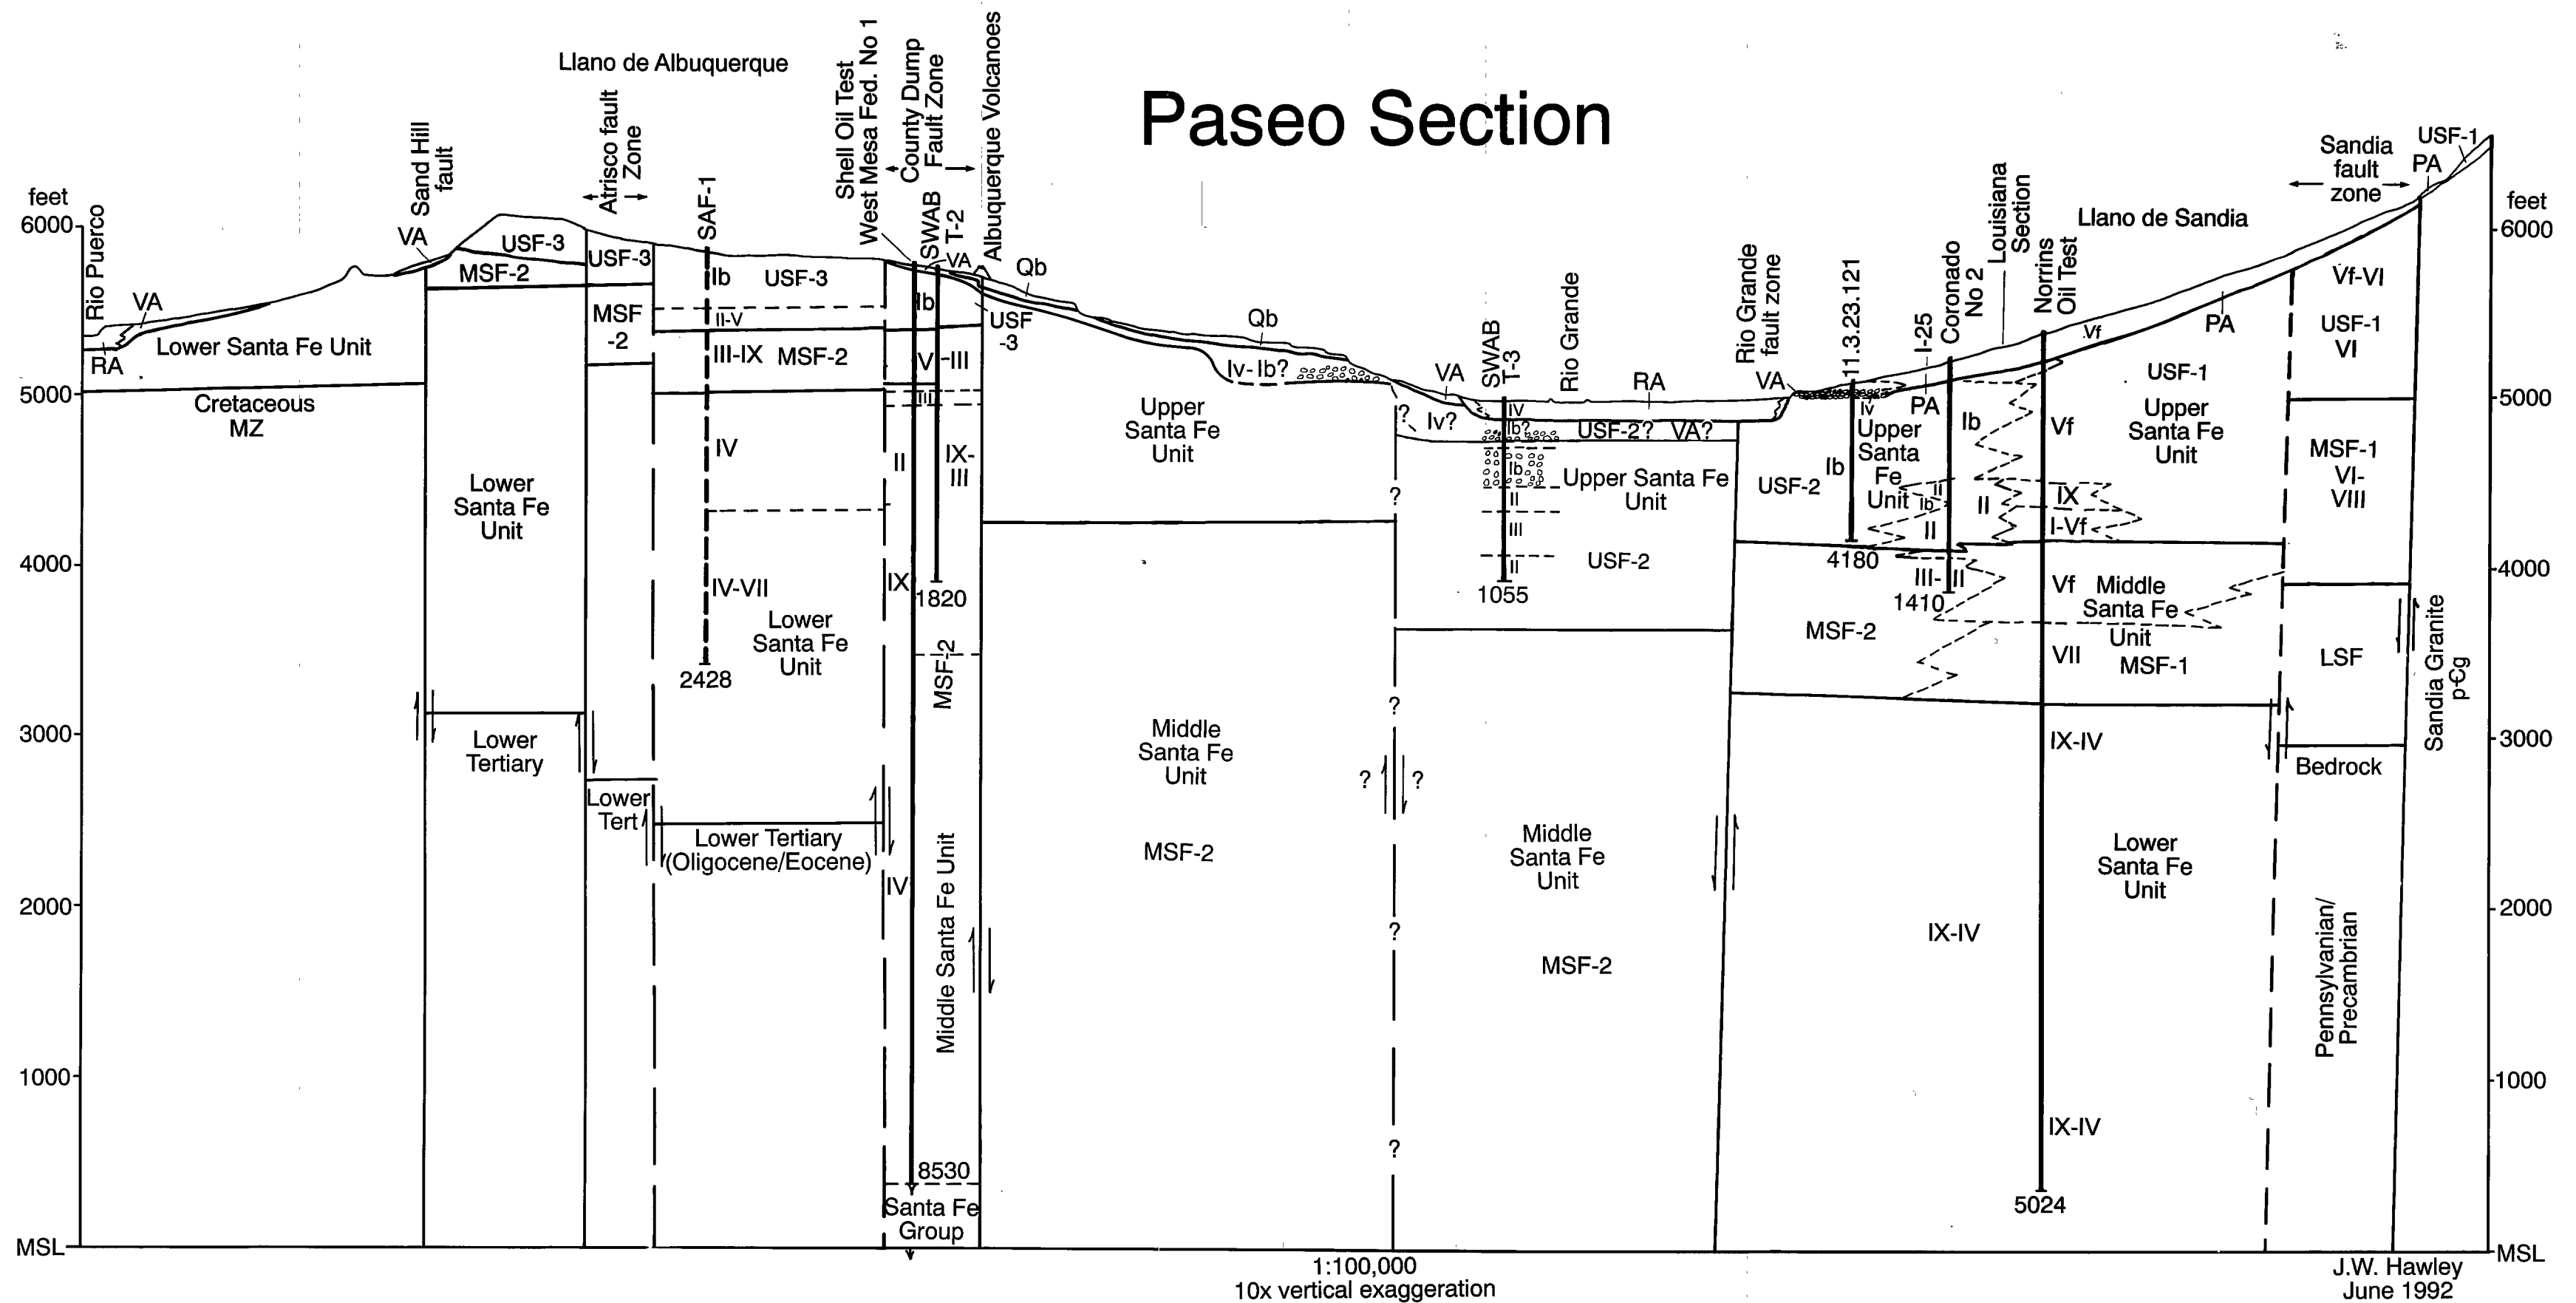 Paseo Section
Llano de Albuquerque
Llano de Sandia
feet
6000
5000
4000
3000
2000
1000
MSL
Rio Puerco
VA
RA
Lower Santa Fe Unit
Cretaceous
MZ
Sand Hill
fault
VA
USF-3
MSF-2
Lower
Santa Fe
Unit
Lower
Tertiary
Atrisco fault
Zone
USF-3
MSF
-2
Lower
Tert
SAF-1
Ib
USF-3
II-V
III-IX
MSF-2
IV
IV-VII
Lower
Santa Fe
Unit
2428
Lower Tertiary
(Oligocene/Eocene)
Shell Oil Test
West Mesa Fed. No 1
County Dump
Fault Zone
SWAB
T-2
VA
Albuquerque Volcanoes
Ib
V
-III
III
II
IX-
III
IX
1820
MSF-2
IV
Middle Santa Fe Unit
8530
Santa Fe
Group
Qb
USF
-3
Qb
Iv-Ib?
Upper
Santa Fe
Unit
Middle
Santa Fe
Unit
MSF-2
?
?
?
?
?
?
?
VA
Iv?
SWAB
T-3
Rio Grande
RA
IV
Ib?
USF-2?
VA?
Ib
II
III
II
1055
Upper Santa Fe
Unit
USF-2
Middle
Santa Fe
Unit
MSF-2
Rio Grande
fault zone
VA
11.3.23.121
I-25
Coronado
No 2
Louisiana
Section
Norrins
Oil Test
Iv
PA
Upper
Santa
Fe
Unit
USF-2
Ib
Ib
II
Ib
II
II
4180
III-
II
1410
MSF-2
Vf
Vf
IX
I-Vf
Vf
VII
PA
USF-1
Upper
Santa Fe
Unit
Middle
Santa Fe
Unit
MSF-1
IX-IV
Lower
Santa Fe
Unit
IX-IV
IX-IV
5024
Sandia
fault
zone
USF-1
PA
Vf-VI
USF-1
VI
MSF-1
VI-
VIII
LSF
Bedrock
Pennsylvanian/
Precambrian
Sandia Granite
p-Cg
feet
6000
5000
4000
3000
2000
1000
MSL
1:100,000
10x vertical exaggeration
J.W. Hawley
June 1992